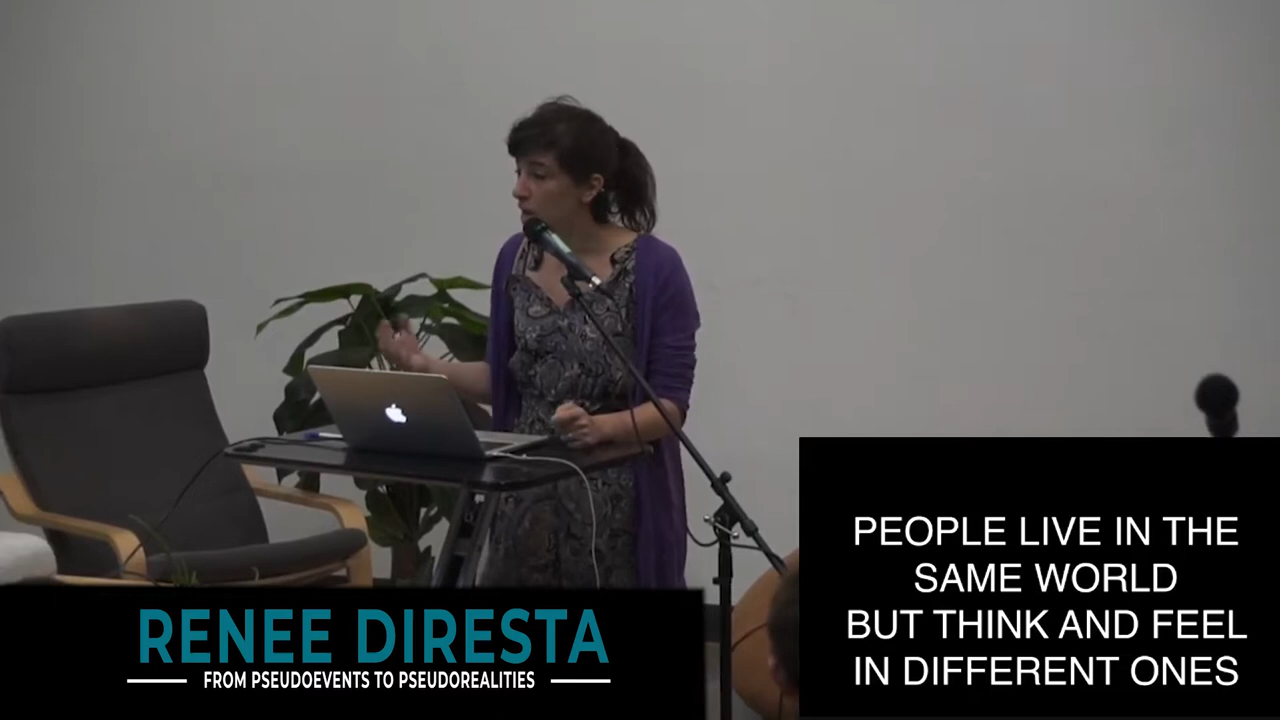 RENEE DIRESTA
FROM PSEUDOEVENTS TO PSEUDOREALITIES
PEOPLE LIVE IN THE
SAME WORLD
BUT THINK AND FEEL
IN DIFFERENT ONES